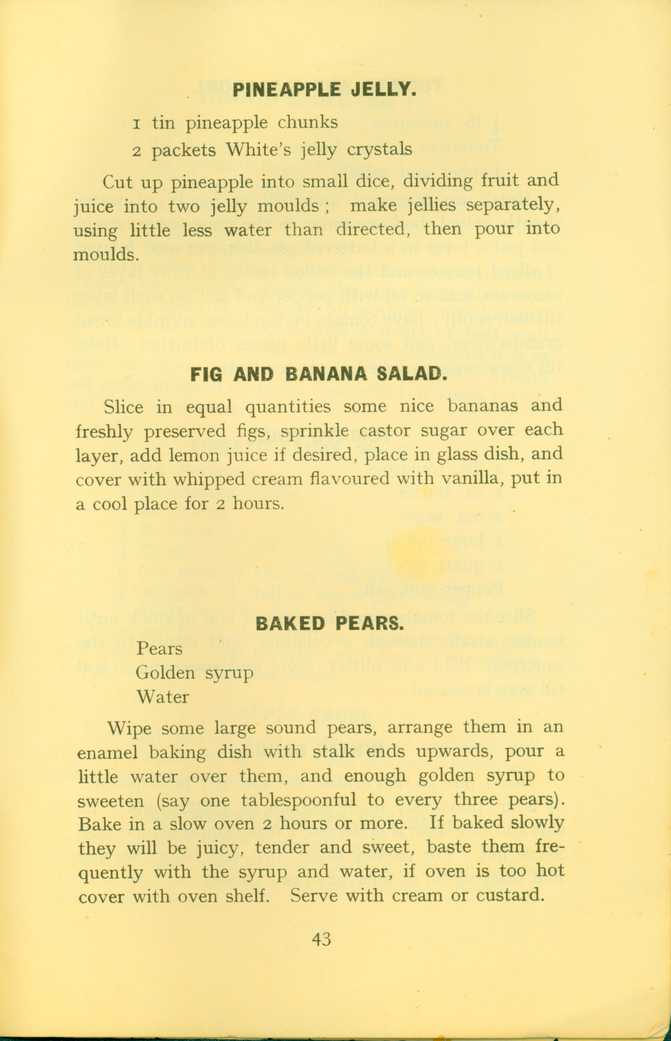 PINEAPPLE JELLY.
1 tin pineapple chunks
2 packets White's jelly crystals
Cut up pineapple into small dice, dividing fruit and
juice into two jelly moulds ; make jellies separately,
using little less water than directed, then pour into
moulds.
FIG AND BANANA SALAD.
Slice in equal quantities some nice bananas and
freshly preserved figs, sprinkle castor sugar over each
layer, add lemon juice if desired, place in glass dish, and
cover with whipped cream flavoured with vanilla, put in
a cool place for 2 hours.
BAKED PEARS.
Pears
Golden syrup
Water
Wipe some large sound pears, arrange them in an
enamel baking dish with stalk ends upwards, pour a
little water over them, and enough golden syrup to
sweeten (say one tablespoonful to every three pears).
Bake in a slow oven 2 hours or more. If baked slowly
they will be juicy, tender and sweet, baste them fre-
quently with the syrup and water, if oven is too hot
cover with oven shelf. Serve with cream or custard.
43